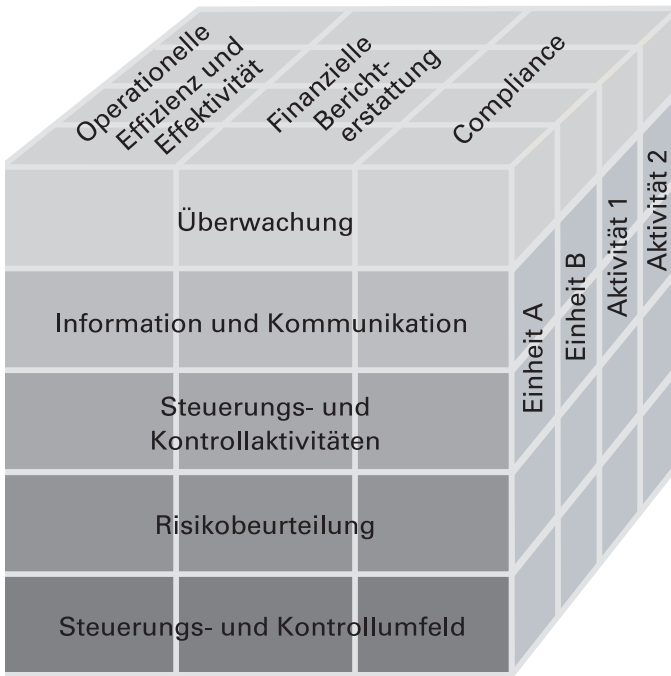 Operationelle
Effizienz und
Effektivität
Finanzielle
Bericht-
erstattung
Compliance
Überwachung
Information und Kommunikation
Steuerungs- und
Kontrollaktivitäten
Risikobeurteilung
Steuerungs- und Kontrollumfeld
Einheit A
Einheit B
Aktivität 1
Aktivität 2